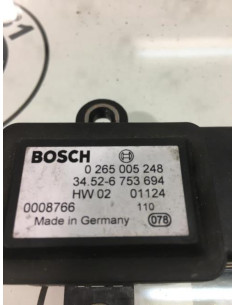 BOSCH
0 265 005 248
34.52-6 753 694
HW 02 01124
0008766 110
Made in Germany 078